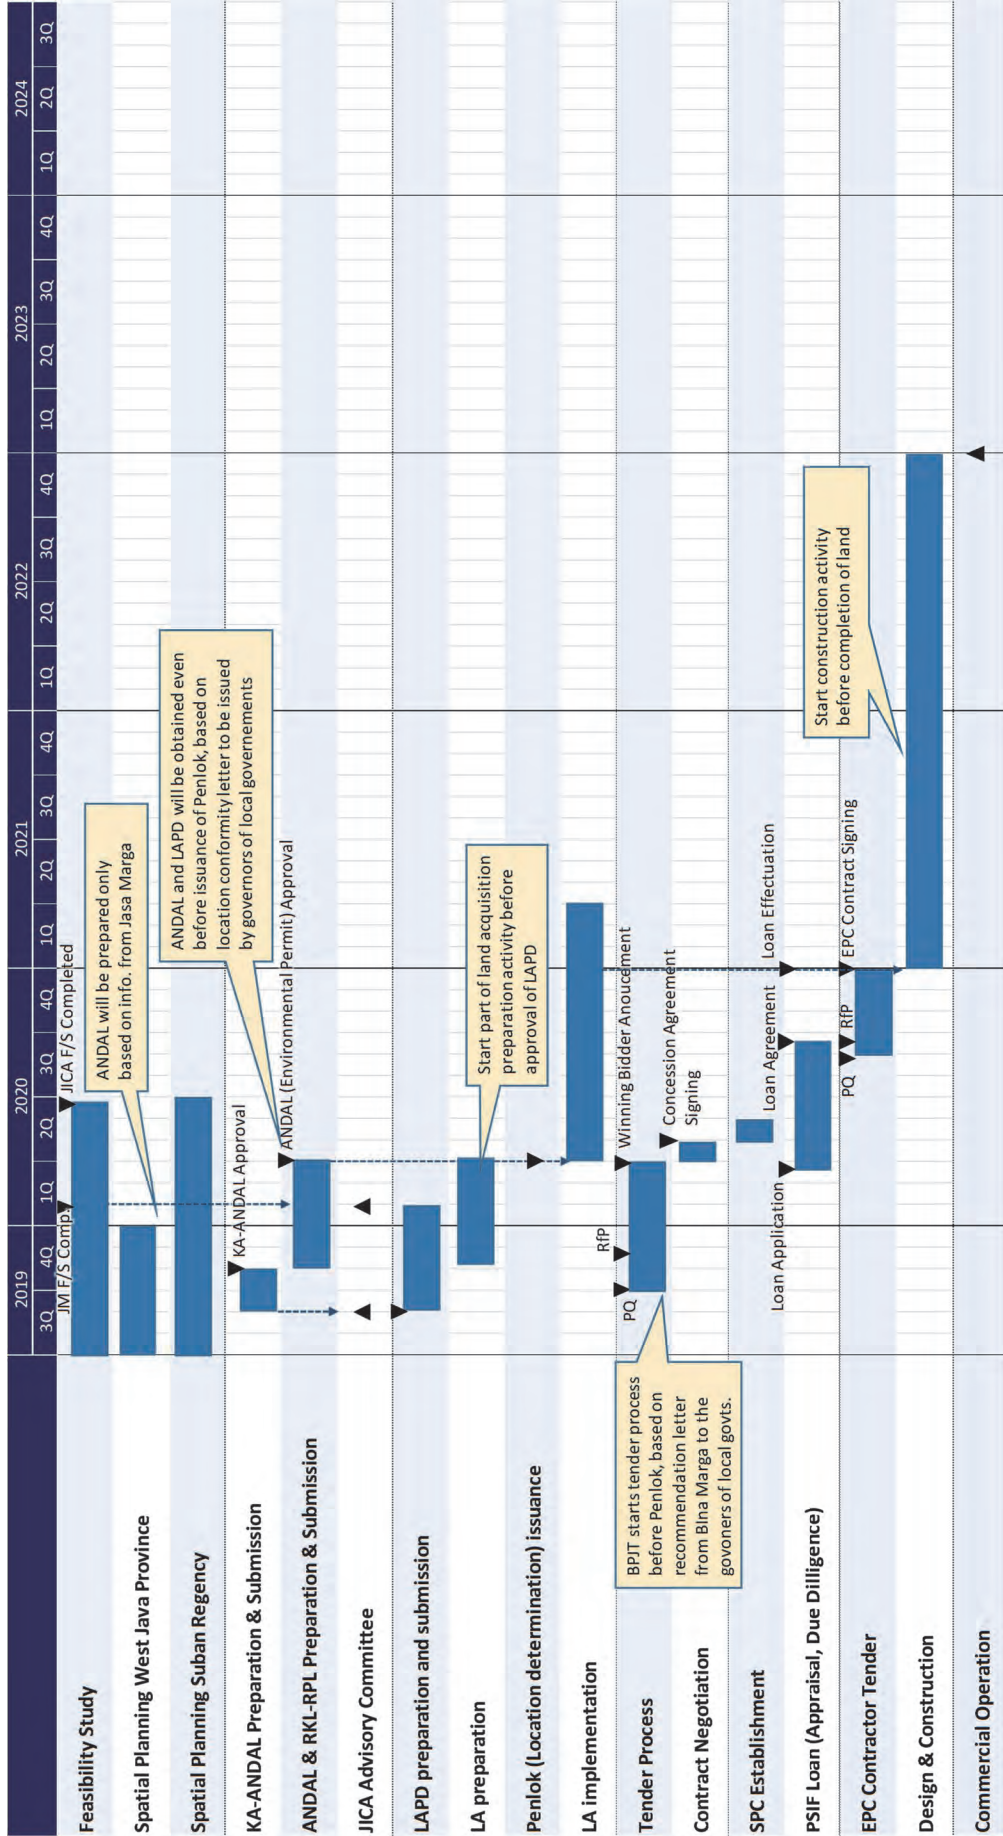 2019
2020
2021
2022
2023
2024
3Q
4Q
1Q
2Q
3Q
4Q
1Q
2Q
3Q
4Q
1Q
2Q
3Q
4Q
1Q
2Q
3Q
4Q
1Q
2Q
3Q
Feasibility Study
JM F/S Comp.
JICA F/S Completed
Spatial Planning West Java Province
ANDAL will be prepared only
based on info. from Jasa Marga
Spatial Planning Suban Regency
KA-ANDAL Preparation & Submission
KA-ANDAL Approval
ANDAL and LAPD will be obtained even
before issuance of Penlok, based on
location conformity letter to be issued
by governors of local governements
ANDAL & RKL-RPL Preparation & Submission
ANDAL (Environmental Permit) Approval
JICA Advisory Committee
LAPD preparation and submission
LA preparation
Start part of land acquisition
preparation activity before
approval of LAPD
Penlok (Location determination) issuance
LA implementation
Tender Process
PQ
RfP
Winning Bidder Anoucement
BPJT starts tender process
before Penlok, based on
recommendation letter
from BIna Marga to the
govoners of local govts.
Contract Negotiation
Concession Agreement
Signing
SPC Establishment
PSIF Loan (Appraisal, Due Dilligence)
Loan Application
Loan Agreement
Loan Effectuation
EPC Contractor Tender
PQ
RfP
EPC Contract Signing
Design & Construction
Start construction activity
before completion of land
Commercial Operation